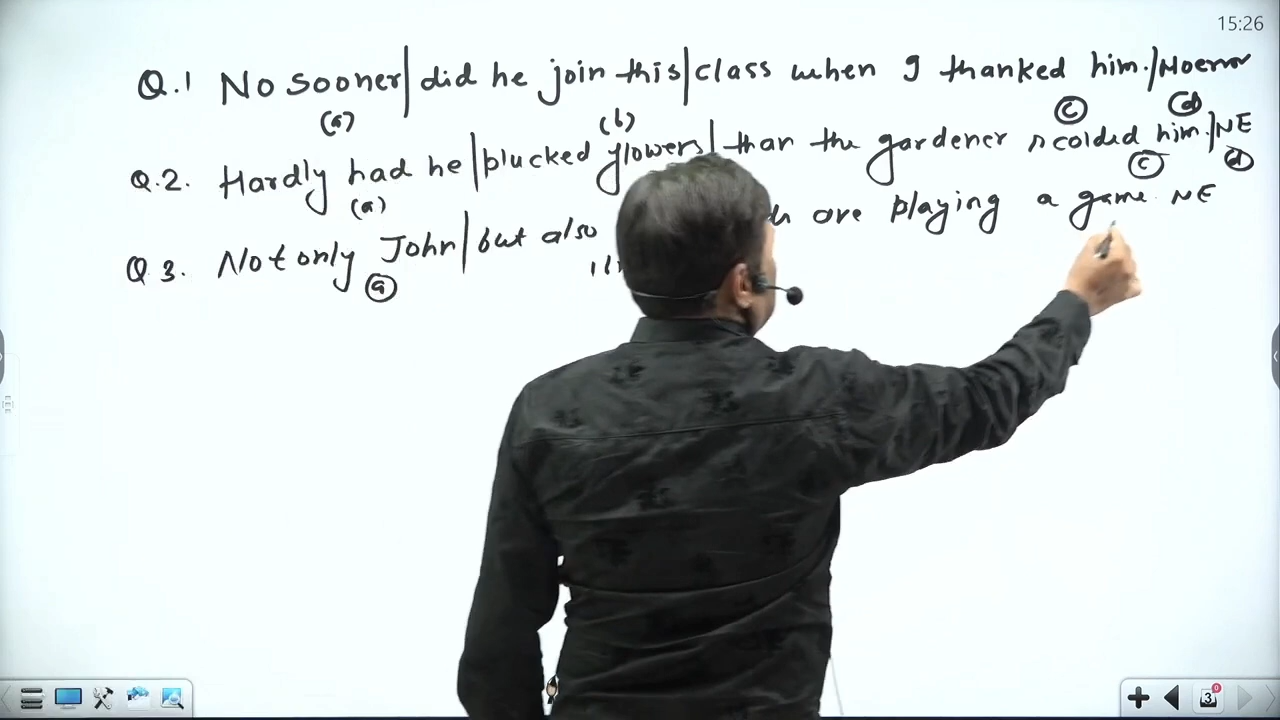 15:26
Q.1 No sooner| did he join this| class when I thanked him.| No error
(a) (b) (c) (d)
Q.2. Hardly had he| plucked flowers| than the gardener scolded him.| NE
(a) (c) (d)
Q 3. Not only John| but also are playing a game NE
(a)
3